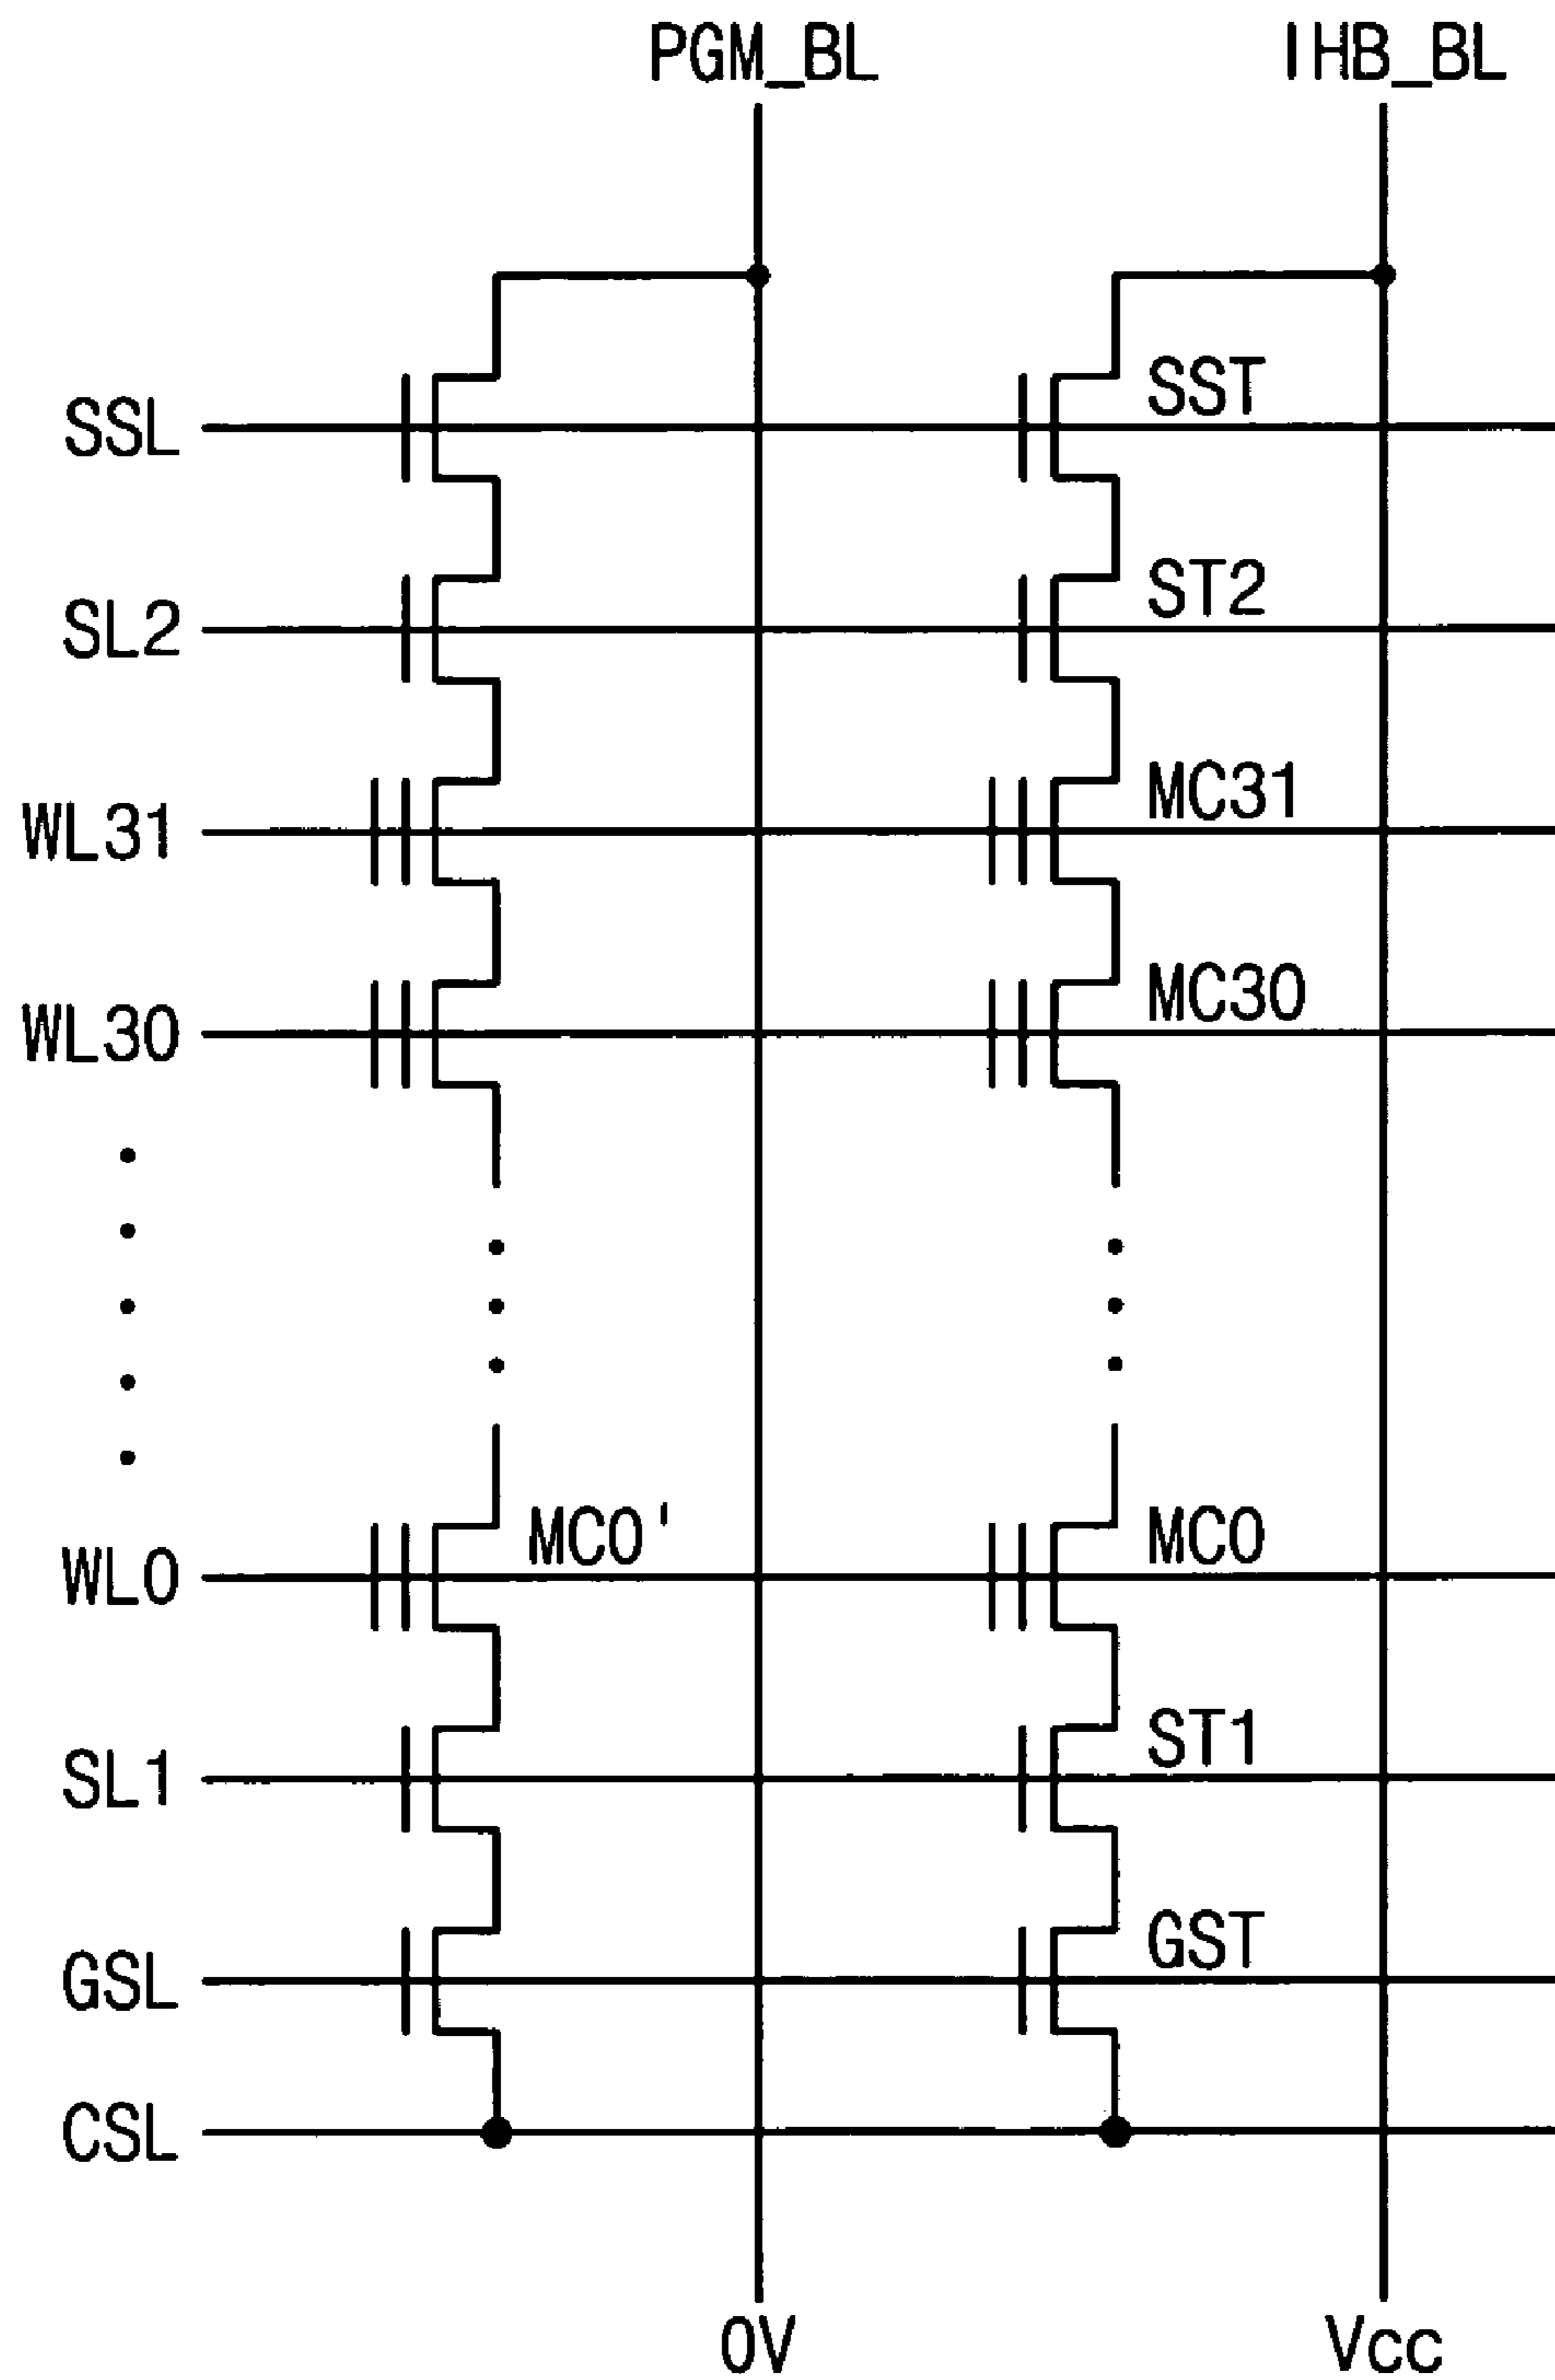 PGM_BL IHB_BL
SSL SST
SL2 ST2
WL31 MC31
WL30 MC30
WL0 MC0' MC0
SL1 ST1
GSL GST
CSL
0V Vcc